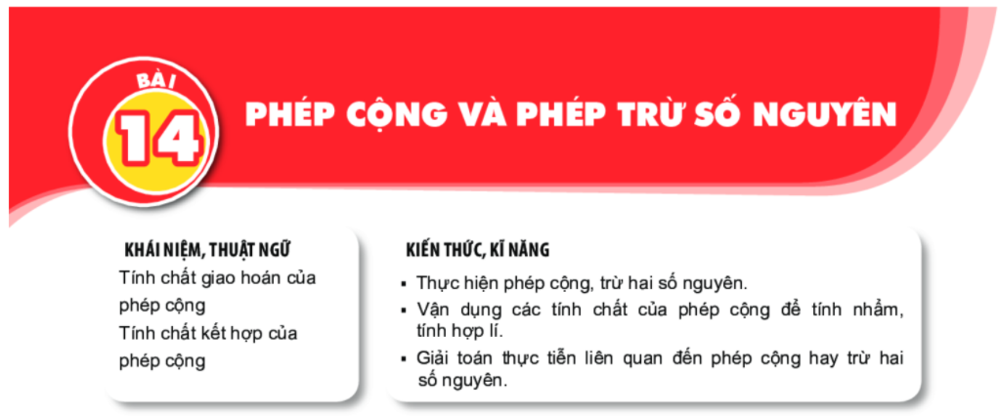 BÀI
14
PHÉP CỘNG VÀ PHÉP TRỪ SỐ NGUYÊN
KHÁI NIỆM, THUẬT NGỮ
Tính chất giao hoán của
phép cộng
Tính chất kết hợp của
phép cộng
KIẾN THỨC, KĨ NĂNG
▪ Thực hiện phép cộng, trừ hai số nguyên.
▪ Vận dụng các tính chất của phép cộng để tính nhẩm,
tính hợp lí.
▪ Giải toán thực tiễn liên quan đến phép cộng hay trừ hai
số nguyên.